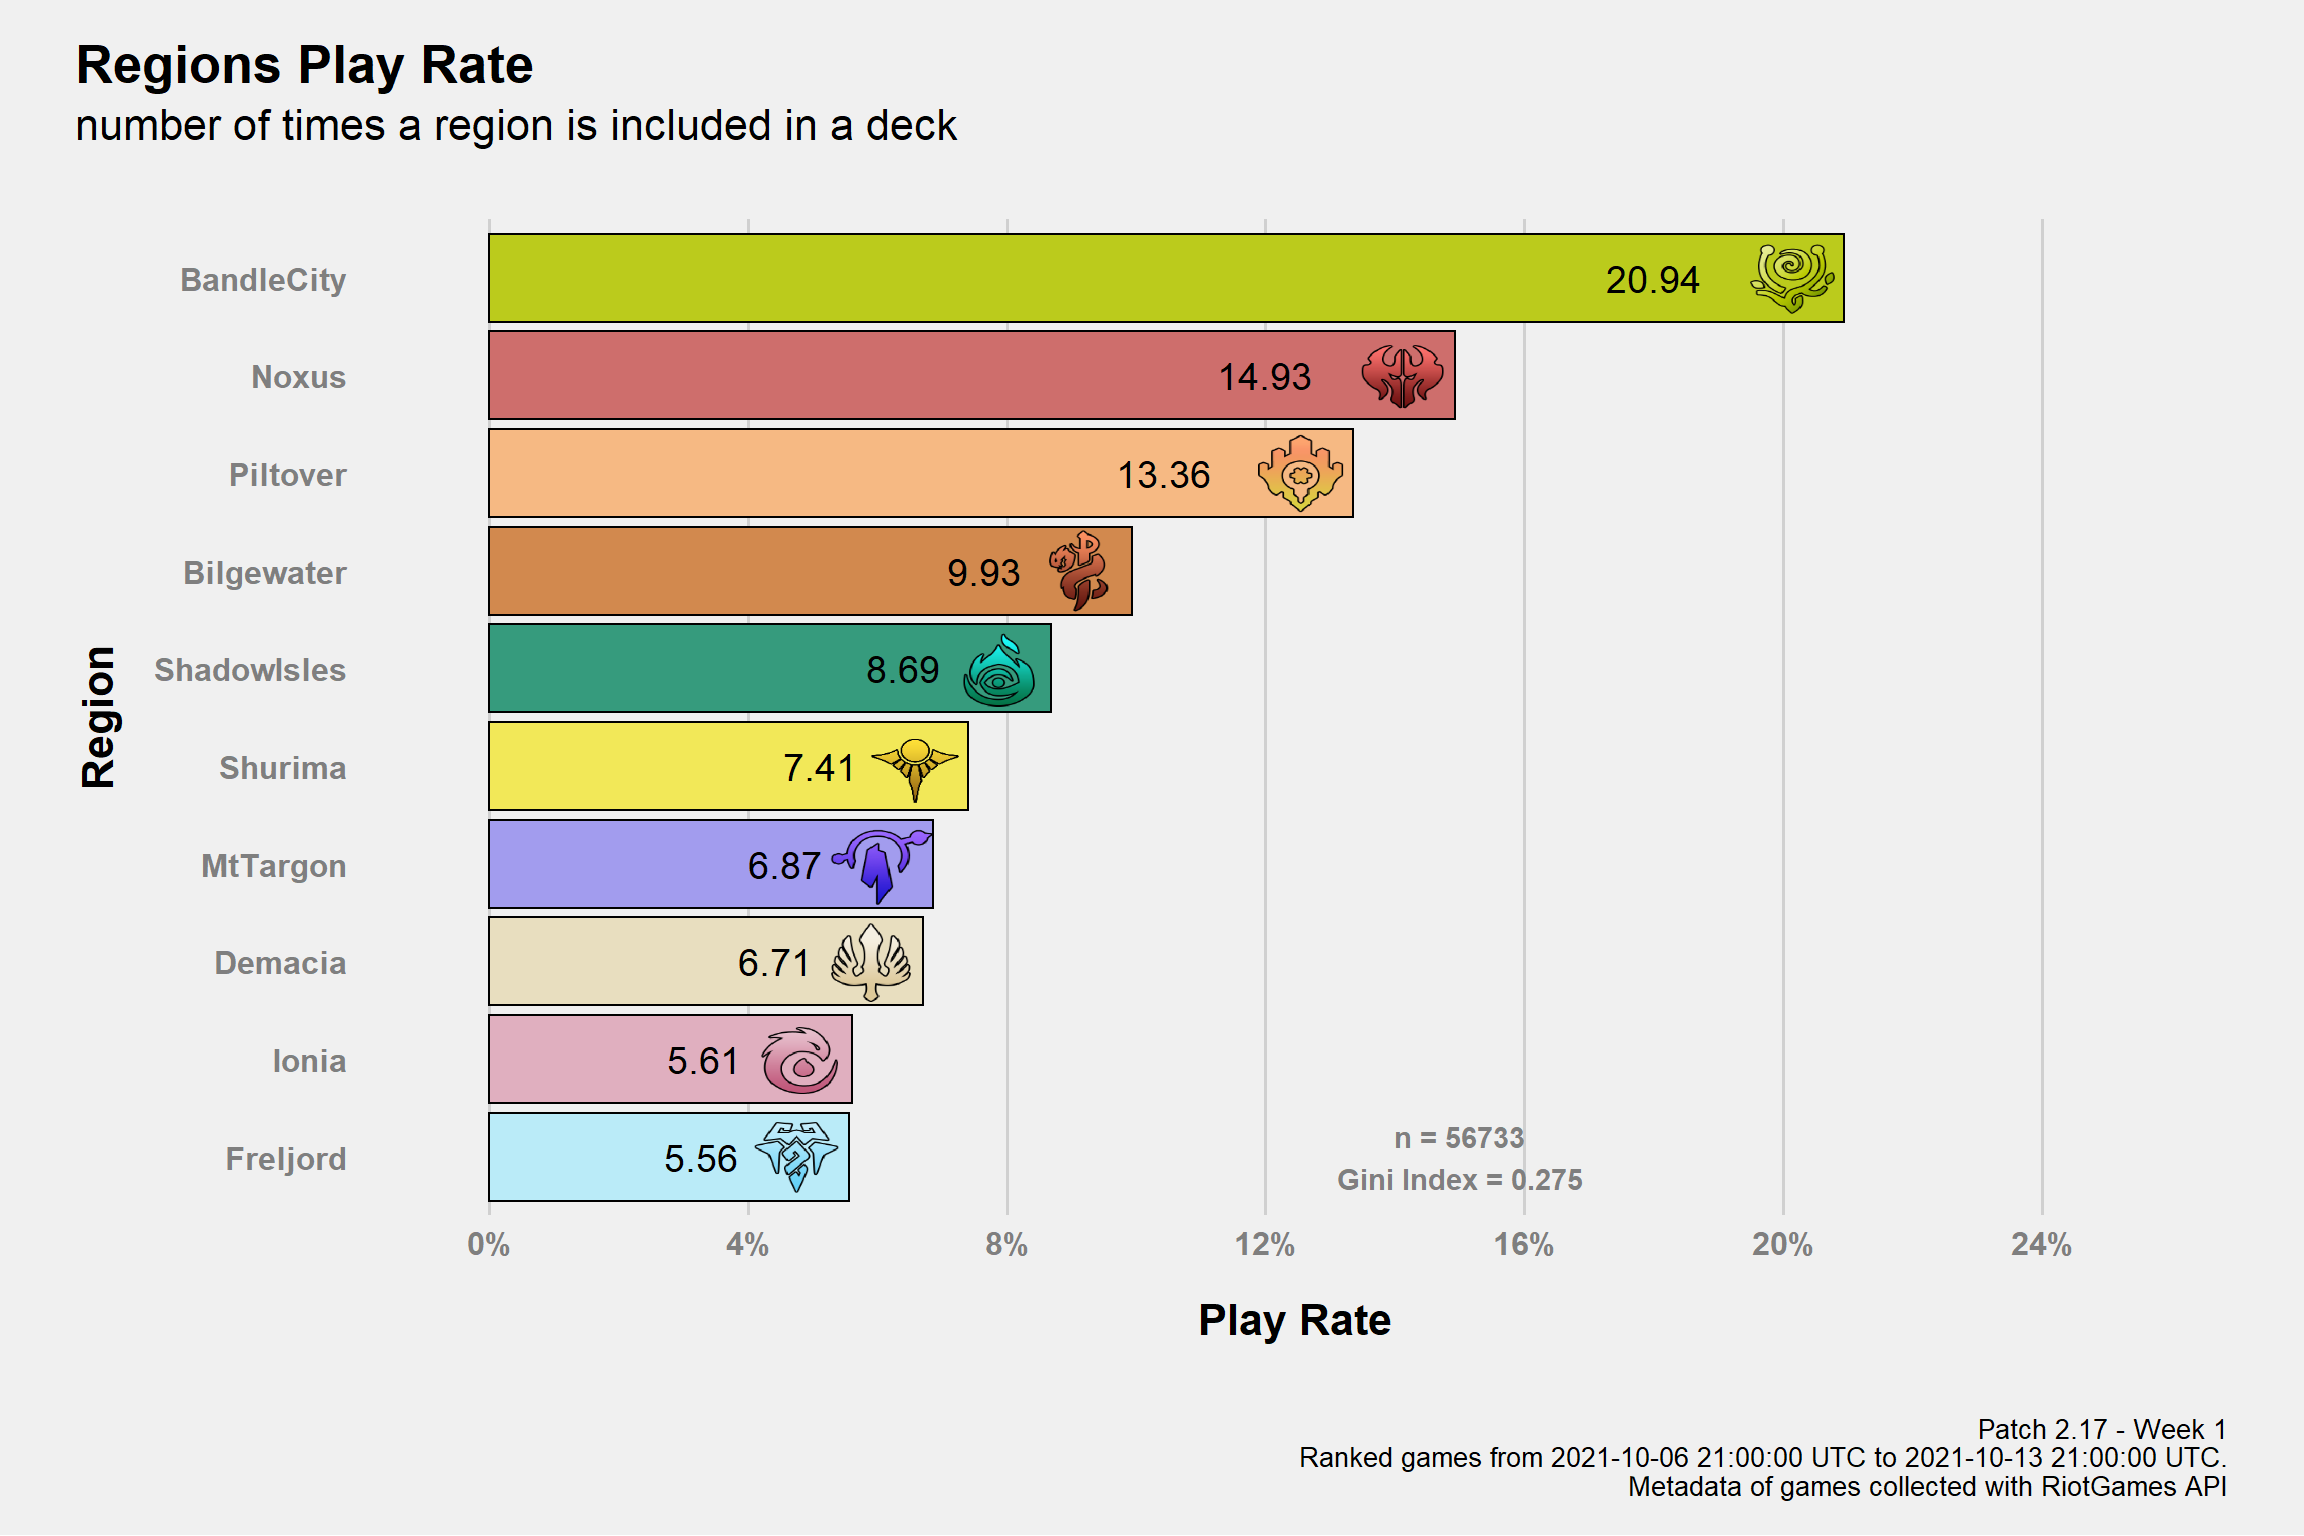 Regions Play Rate
number of times a region is included in a deck
Region
BandleCity
20.94
Noxus
14.93
Piltover
13.36
Bilgewater
9.93
ShadowIsles
8.69
Shurima
7.41
MtTargon
6.87
Demacia
6.71
Ionia
5.61
Freljord
5.56
n = 56733
Gini Index = 0.275
0% 4% 8% 12% 16% 20% 24%
Play Rate
Patch 2.17 - Week 1
Ranked games from 2021-10-06 21:00:00 UTC to 2021-10-13 21:00:00 UTC.
Metadata of games collected with RiotGames API